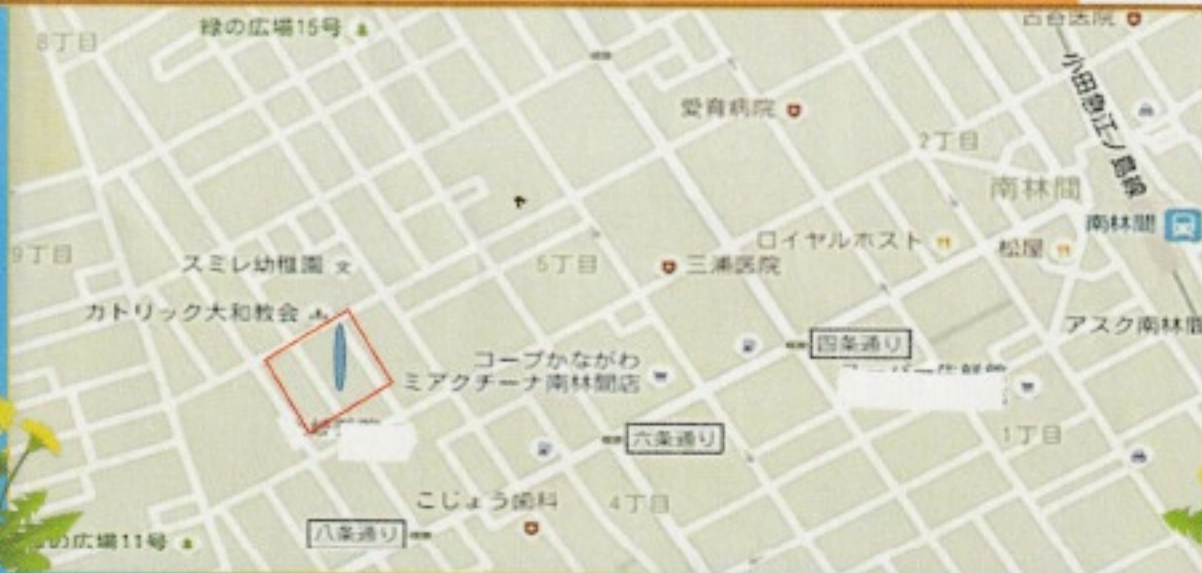 緑の広場15号
古谷医院
8丁目
小田急江ノ島線
愛育病院
2丁目
南林間
南林間
ロイヤルホスト
松屋
9丁目
スミレ幼稚園
5丁目
三浦医院
カトリック大和教会
アスク南林間
四条通り
コープかながわ
ミアクチーナ南林間店
六条通り
1丁目
こじょう歯科
4丁目
八条通り
の広場11号